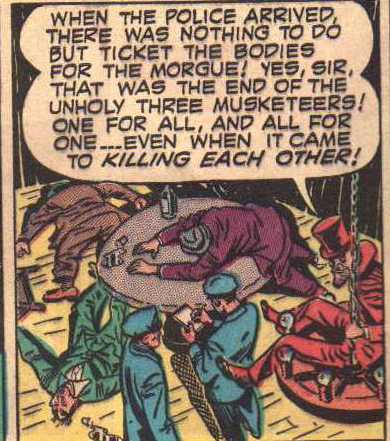 WHEN THE POLICE ARRIVED,
THERE WAS NOTHING TO DO
BUT TICKET THE BODIES
FOR THE MORGUE! YES, SIR,
THAT WAS THE END OF THE
UNHOLY THREE MUSKETEERS!
ONE FOR ALL, AND ALL FOR
ONE---EVEN WHEN IT CAME
TO KILLING EACH OTHER!